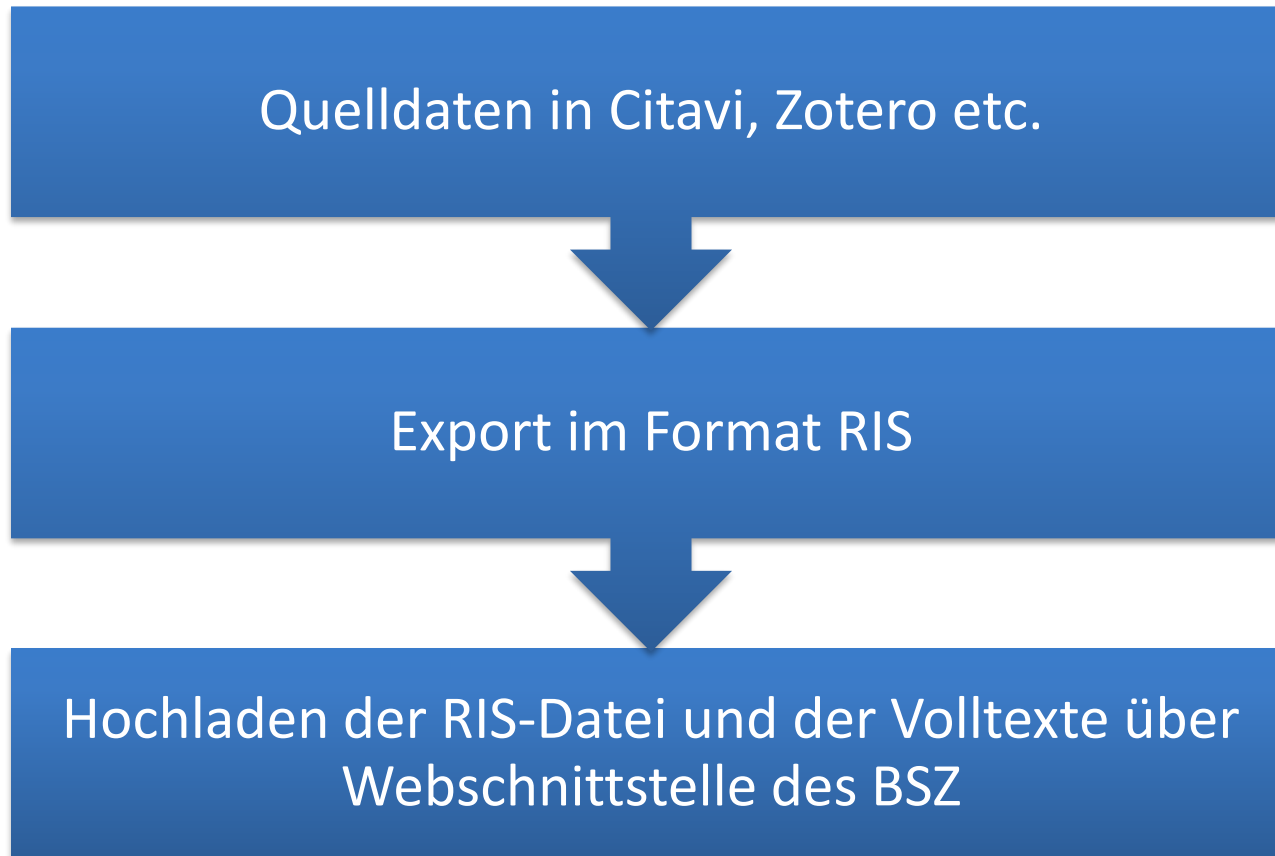 Quelldaten in Citavi, Zotero etc.
Export im Format RIS
Hochladen der RIS-Datei und der Volltexte über
Webschnittstelle des BSZ